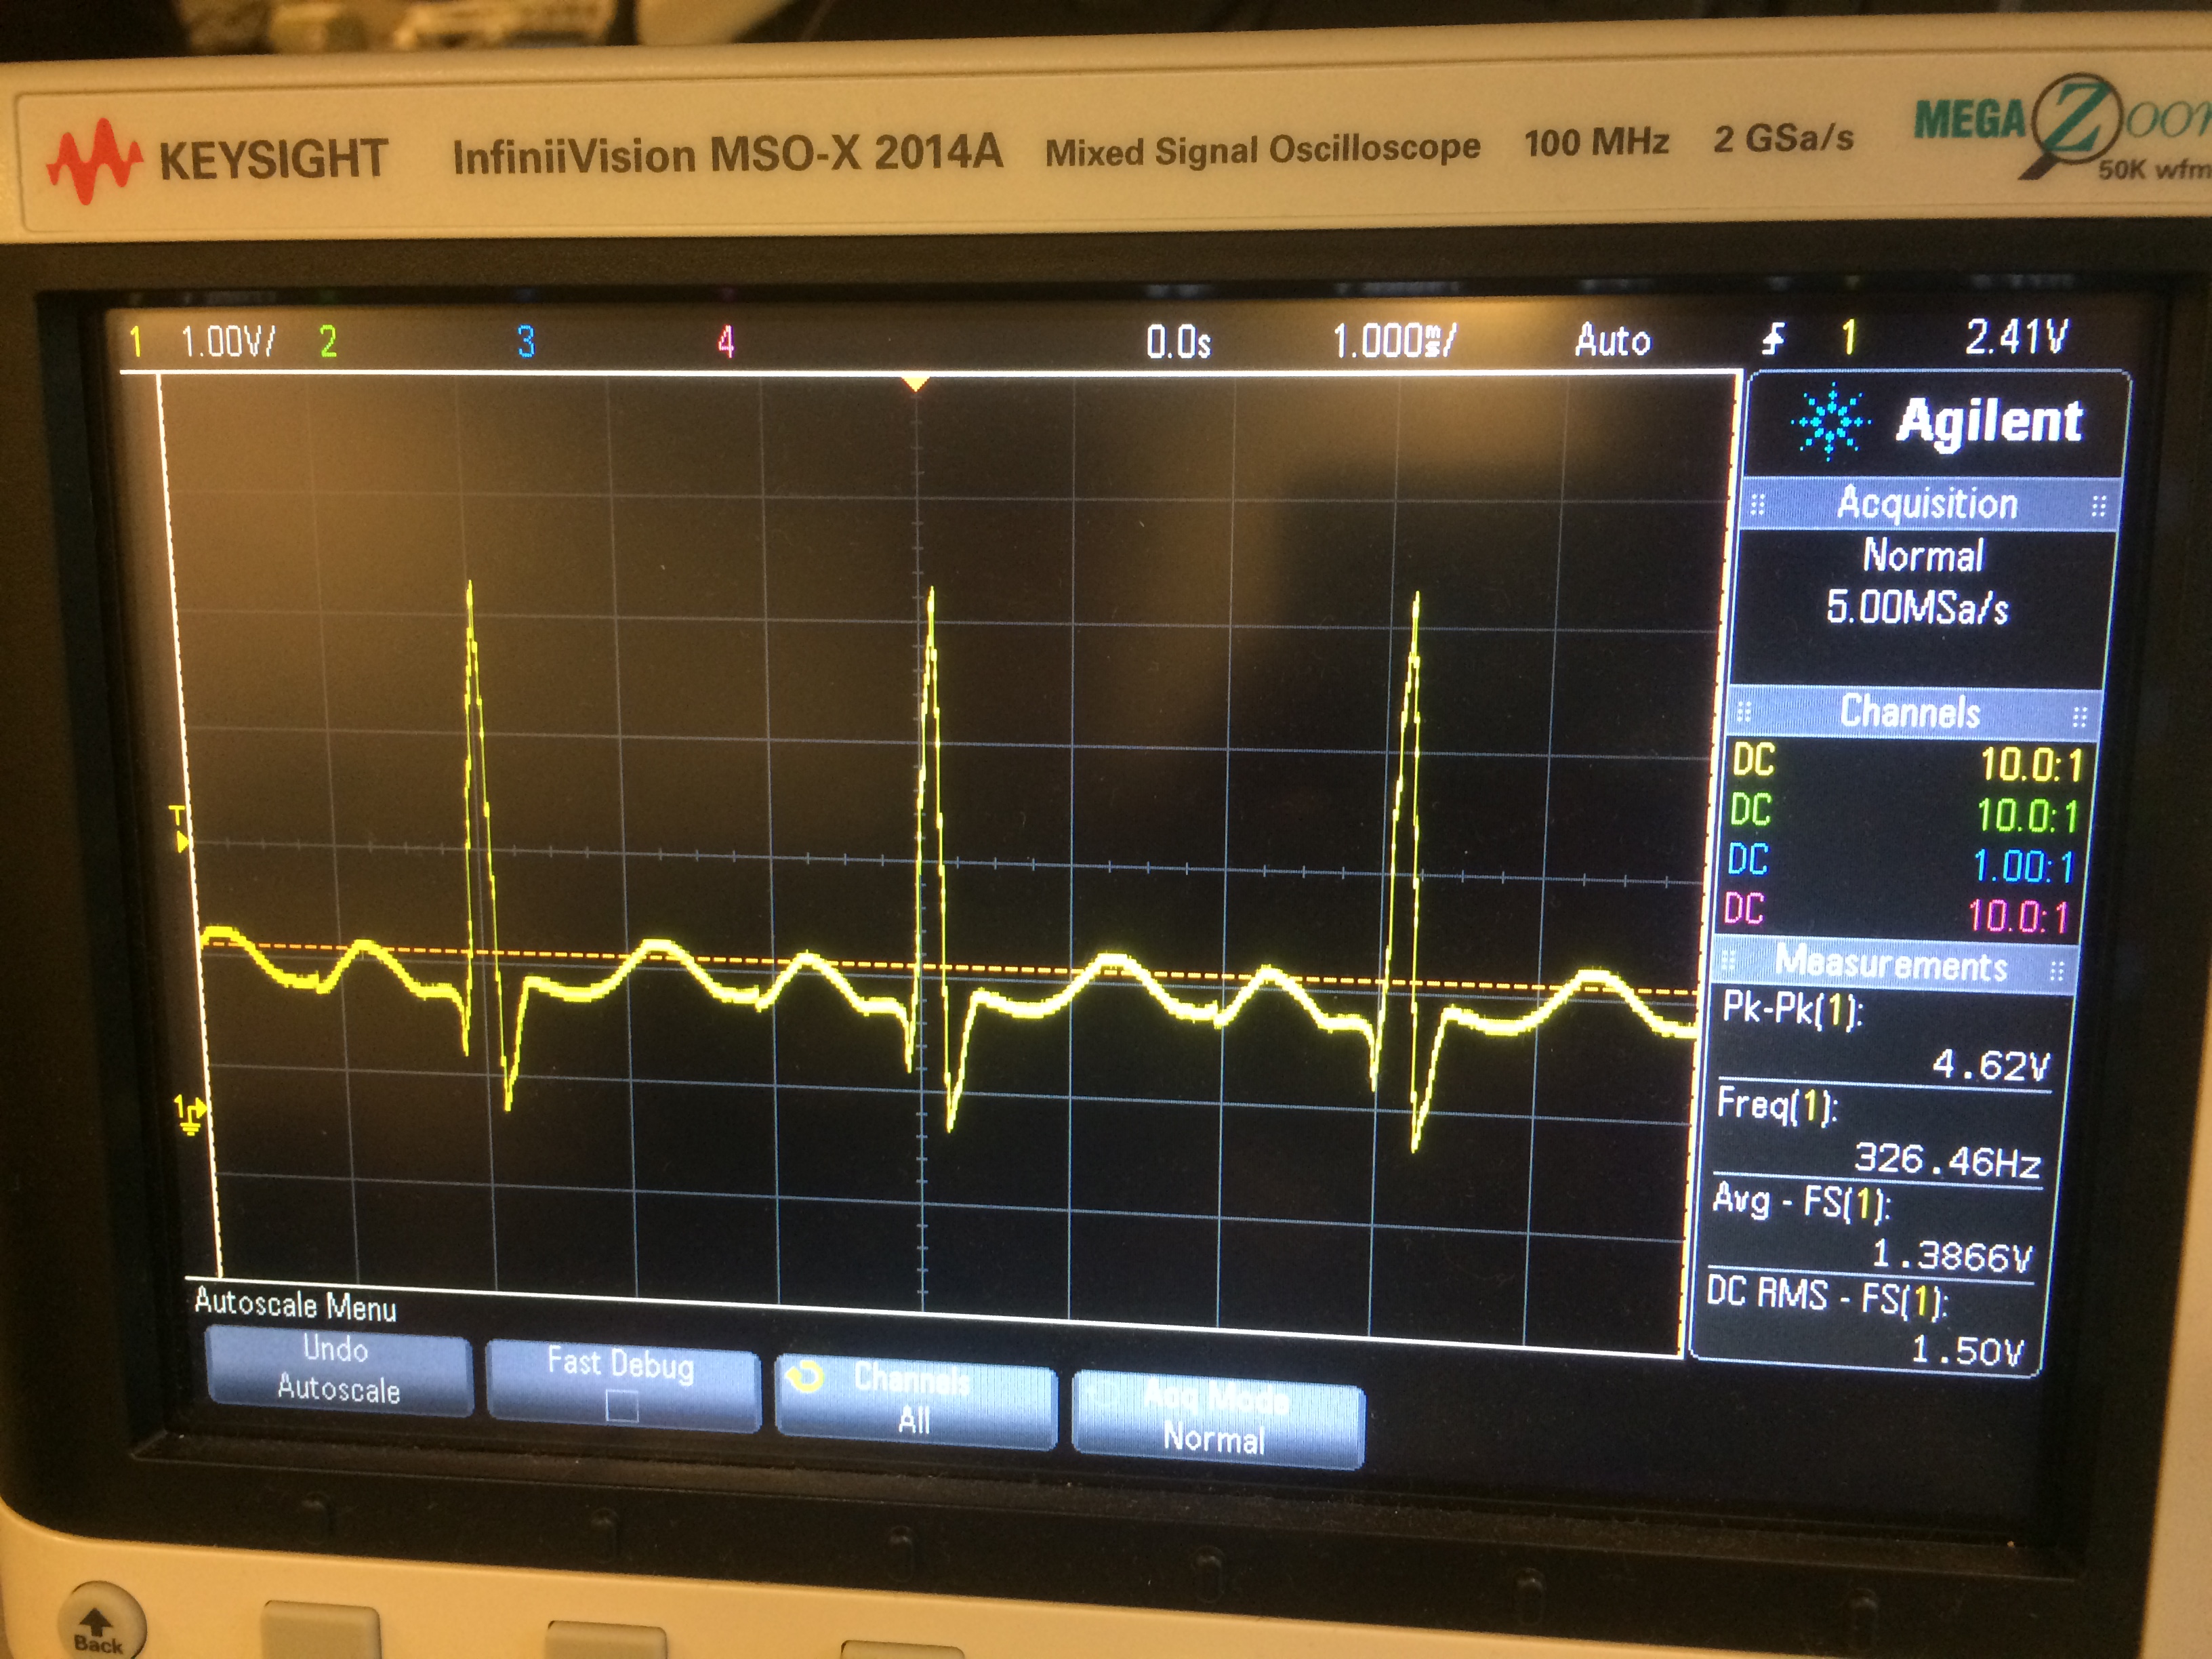 KEYSIGHT InfiniiVision MSO-X 2014A Mixed Signal Oscilloscope 100 MHz 2 GSa/s MEGA Zoom
50K wfm
1 1.00V/ 2 3 4 0.0s 1.000ms/ Auto 1 2.41V
Agilent
Acquisition
Normal
5.00MSa/s
Channels
DC 10.0:1
DC 10.0:1
DC 1.00:1
DC 10.0:1
Measurements
Pk-Pk(1):
4.62V
Freq(1):
326.46Hz
Avg - FS(1):
1.3866V
DC RMS - FS(1):
1.50V
T
1
Autoscale Menu
Undo
Autoscale
Fast Debug
Channels
All
Acq Mode
Normal
Back